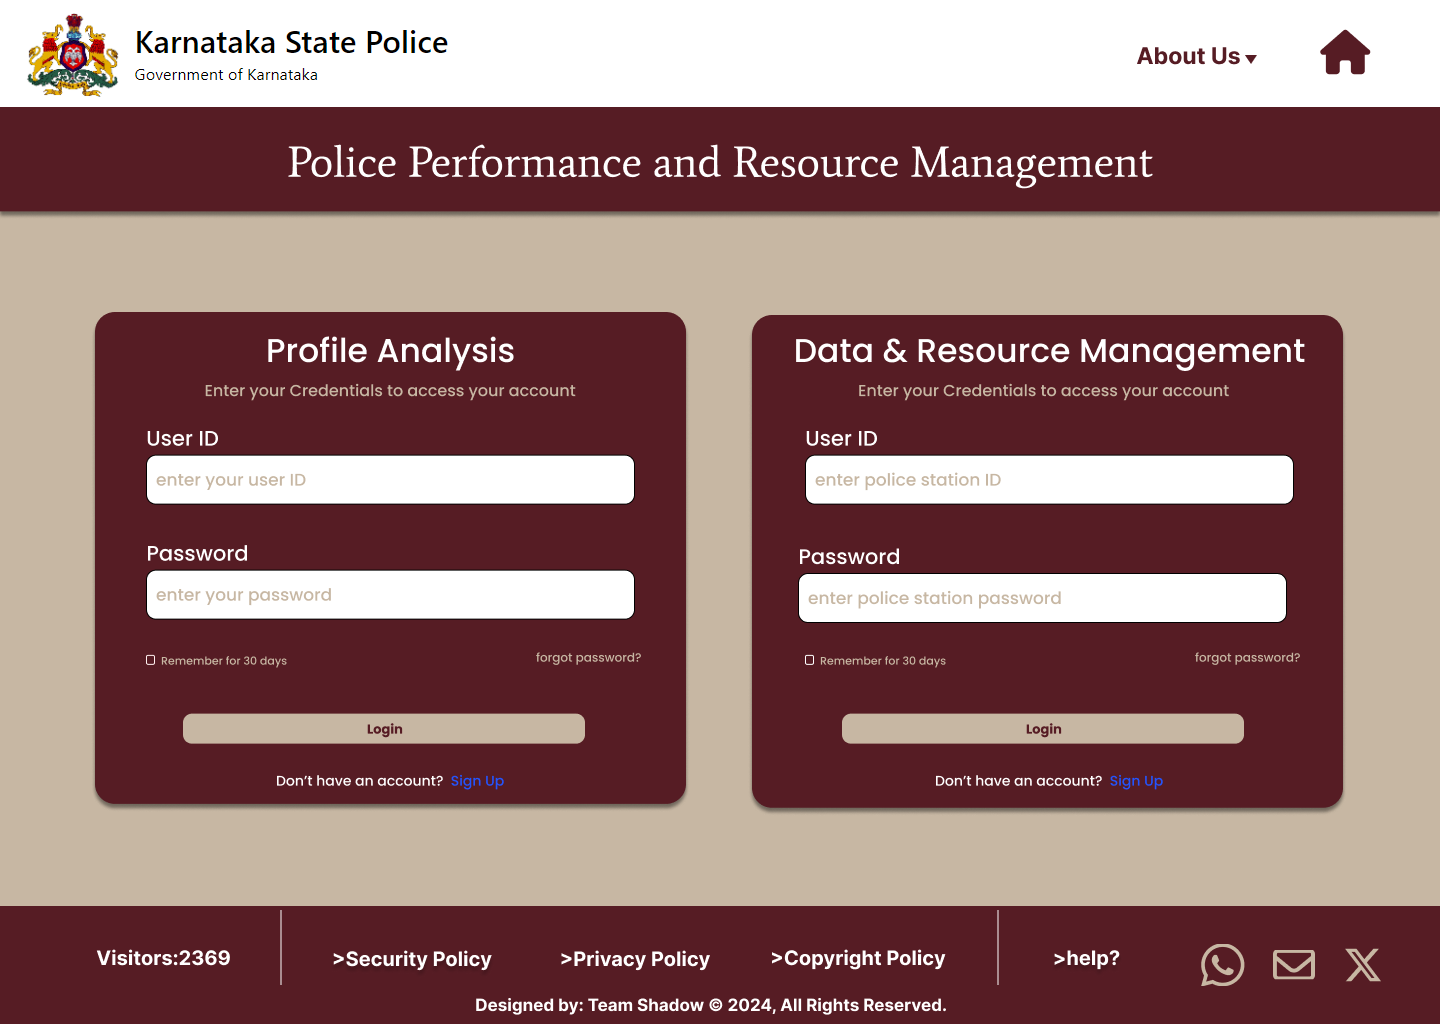 Karnataka State Police
Government of Karnataka
About Us
Police Performance and Resource Management
Profile Analysis
Enter your Credentials to access your account
User ID
enter your user ID
Password
enter your password
Remember for 30 days
forgot password?
Login
Don’t have an account? Sign Up
Data & Resource Management
Enter your Credentials to access your account
User ID
enter police station ID
Password
enter police station password
Remember for 30 days
forgot password?
Login
Don’t have an account? Sign Up
Visitors:2369
>Security Policy
>Privacy Policy
>Copyright Policy
>help?
Designed by: Team Shadow © 2024, All Rights Reserved.